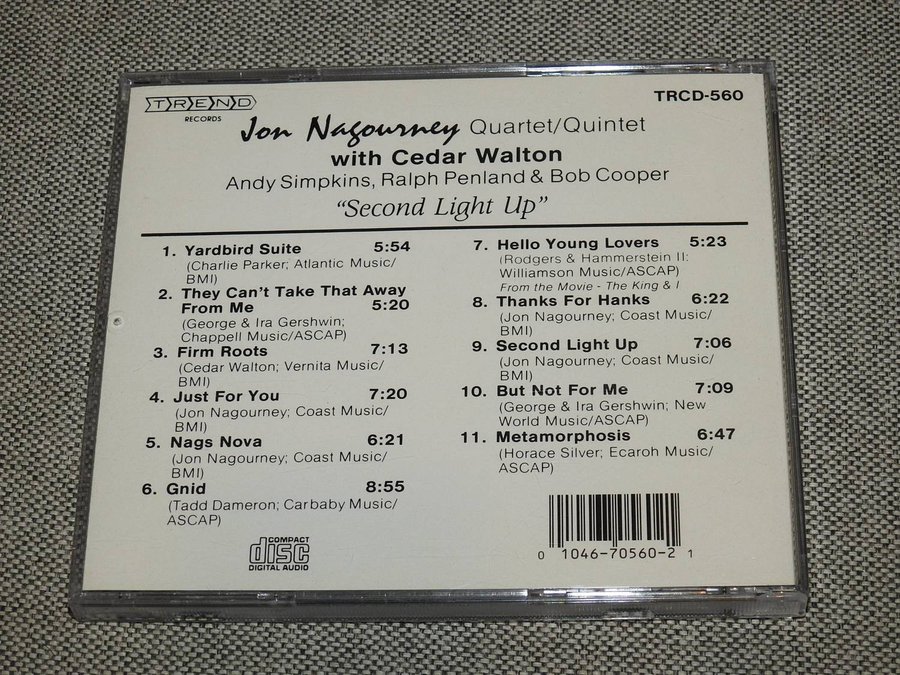 TREND
RECORDS
TRCD-560
Jon Nagourney Quartet/Quintet
with Cedar Walton
Andy Simpkins, Ralph Penland & Bob Cooper
"Second Light Up"
1. Yardbird Suite 5:54
(Charlie Parker; Atlantic Music/
BMI)
2. They Can't Take That Away
From Me 5:20
(George & Ira Gershwin;
Chappell Music/ASCAP)
3. Firm Roots 7:13
(Cedar Walton; Vernita Music/
BMI)
4. Just For You 7:20
(Jon Nagourney; Coast Music/
BMI)
5. Nags Nova 6:21
(Jon Nagourney; Coast Music/
BMI)
6. Gnid 8:55
(Tadd Dameron; Carbaby Music/
ASCAP)
7. Hello Young Lovers 5:23
(Rodgers & Hammerstein II:
Williamson Music/ASCAP)
From the Movie - The King & I
8. Thanks For Hanks 6:22
(Jon Nagourney; Coast Music/
BMI)
9. Second Light Up 7:06
(Jon Nagourney; Coast Music/
BMI)
10. But Not For Me 7:09
(George & Ira Gershwin; New
World Music/ASCAP)
11. Metamorphosis 6:47
(Horace Silver; Ecaroh Music/
ASCAP)
COMPACT
disc
DIGITAL AUDIO
0 1046-70560-2 1